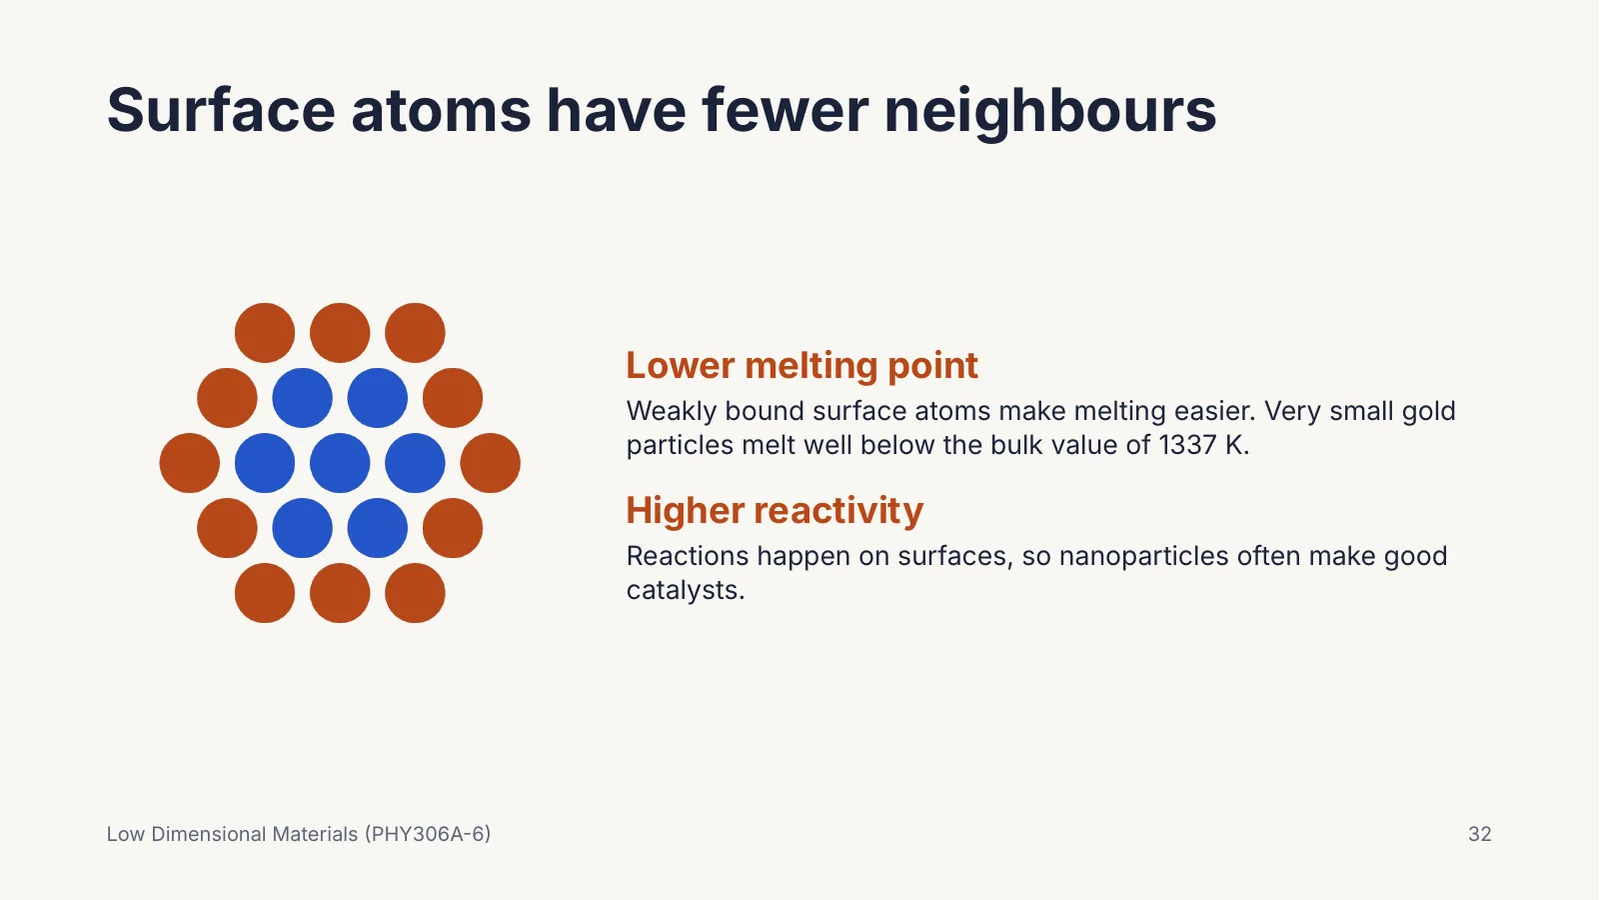 Surface atoms have fewer neighbours
Lower melting point
Weakly bound surface atoms make melting easier. Very small gold
particles melt well below the bulk value of 1337 K.
Higher reactivity
Reactions happen on surfaces, so nanoparticles often make good
catalysts.
Low Dimensional Materials (PHY306A-6)
32